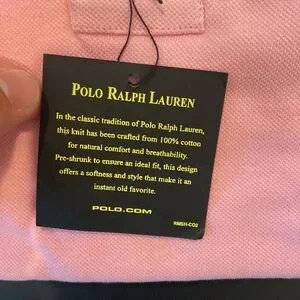 POLO RALPH LAUREN
In the classic tradition of Polo Ralph Lauren,
this knit has been crafted from 100% cotton
for natural comfort and breathability.
Pre-shrunk to ensure an ideal fit, this design
offers a softness and style that make it an
instant old favorite.
POLO.COM
RMSH-CO2